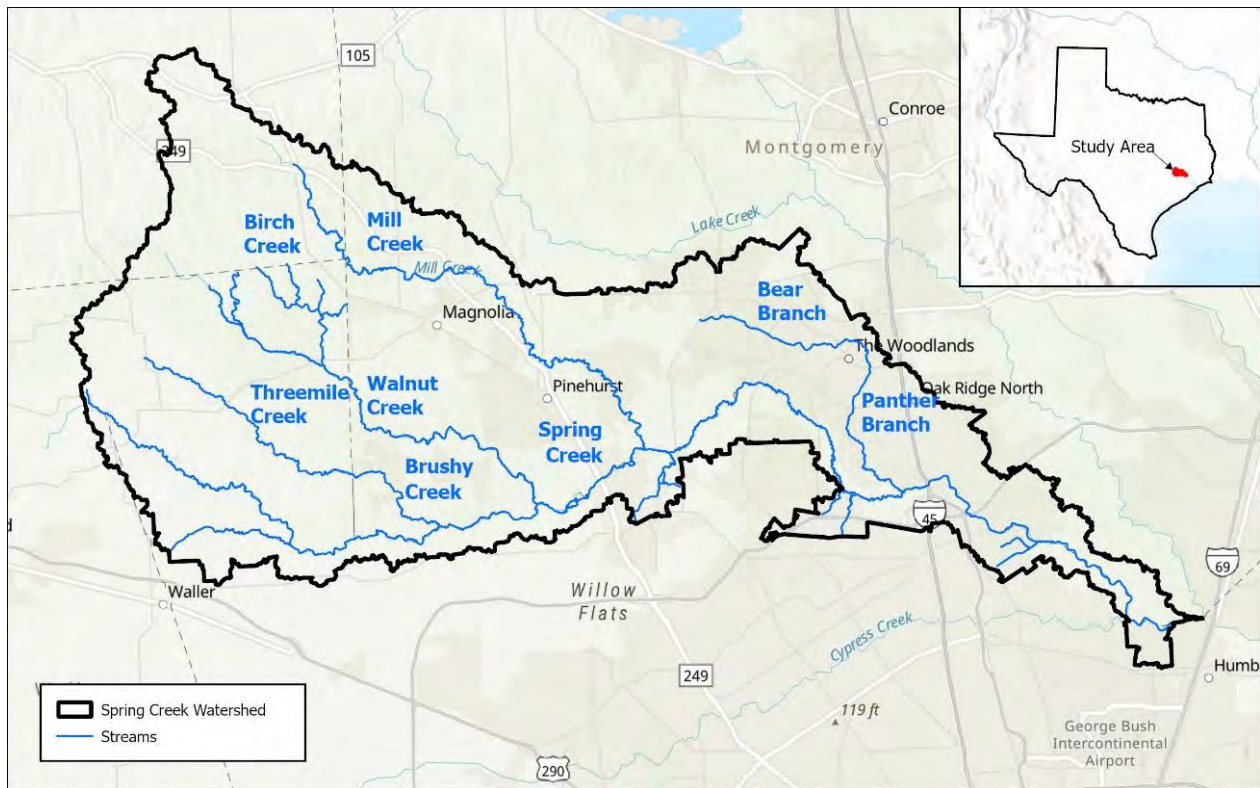 105
Conroe
Montgomery
249
Study Area
Birch
Creek
Mill
Creek
Lake Creek
Mill Creek
Magnolia
Bear
Branch
The Woodlands
Threemile
Creek
Walnut
Creek
Pinehurst
Oak Ridge North
Panther
Branch
Spring
Creek
Brushy
Creek
45
69
Waller
Willow
Flats
Cypress Creek
249
Humb
119 ft
George Bush
Intercontinental
Airport
290
Spring Creek Watershed
Streams